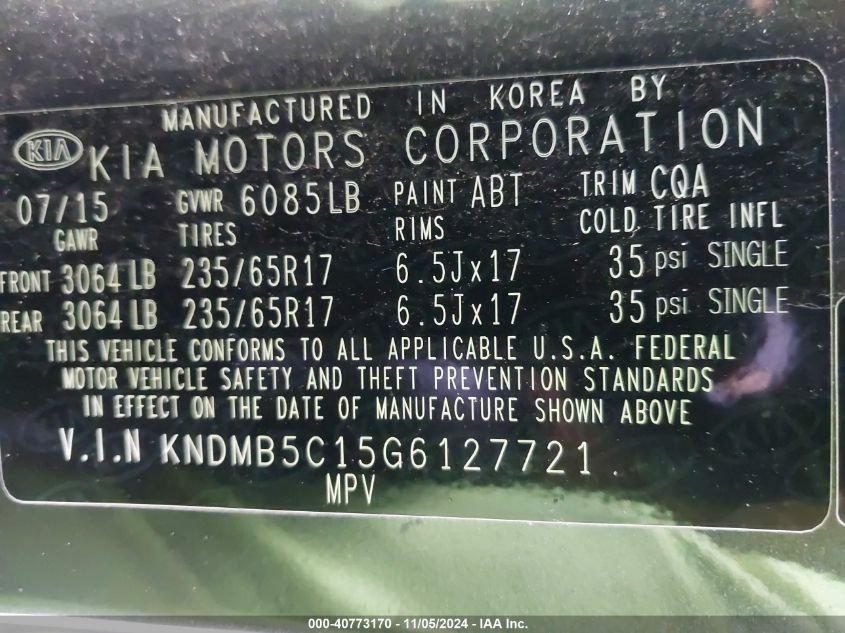 MANUFACTURED IN KOREA BY
KIA KIA MOTORS CORPORATION
07/15 GVWR 6085LB PAINT ABT TRIM CQA
GAWR TIRES RIMS COLD TIRE INFL
FRONT 3064 LB 235/65R17 6.5Jx17 35 psi SINGLE
REAR 3064 LB 235/65R17 6.5Jx17 35 psi SINGLE
THIS VEHICLE CONFORMS TO ALL APPLICABLE U.S.A. FEDERAL
MOTOR VEHICLE SAFETY AND THEFT PREVENTION STANDARDS
IN EFFECT ON THE DATE OF MANUFACTURE SHOWN ABOVE
V.I.N KNDMB5C15G6127721.
MPV
000-40773170 - 11/05/2024 - IAA Inc.